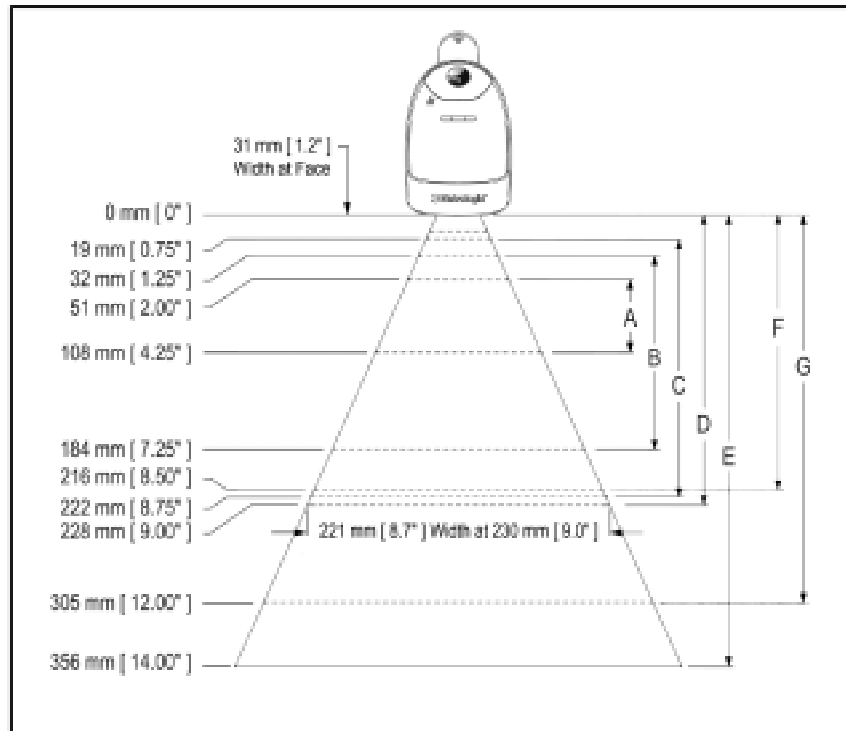 31 mm [ 1.2" ]
Width at Face
0 mm [ 0" ]
19 mm [ 0.75" ]
32 mm [ 1.25" ]
51 mm [ 2.00" ]
108 mm [ 4.25" ]
184 mm [ 7.25" ]
216 mm [ 8.50" ]
222 mm [ 8.75" ]
228 mm [ 9.00" ]
221 mm [ 8.7" ] Width at 230 mm [ 9.0" ]
305 mm [ 12.00" ]
356 mm [ 14.00" ]
A
B
C
D
E
F
G